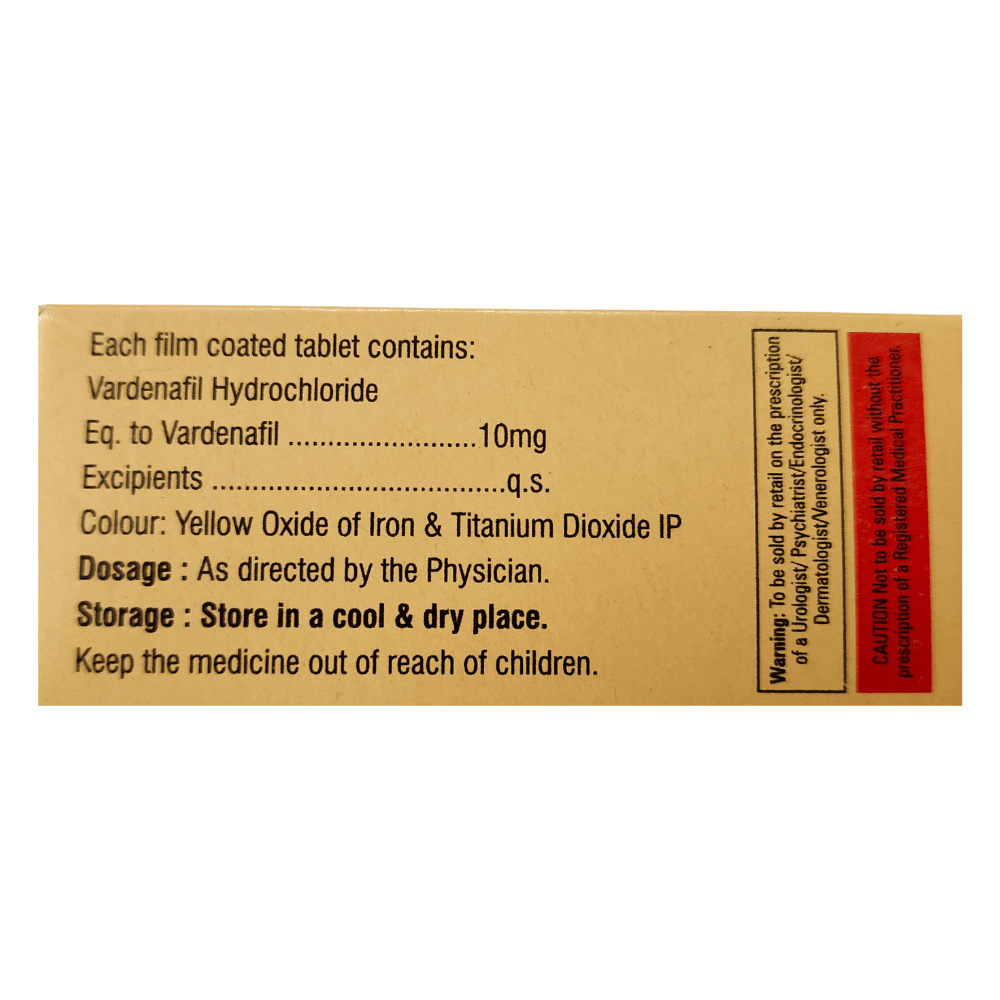 Each film coated tablet contains:
Vardenafil Hydrochloride
Eq. to Vardenafil ........................10mg
Excipients .....................................q.s.
Colour: Yellow Oxide of Iron & Titanium Dioxide IP
Dosage : As directed by the Physician.
Storage : Store in a cool & dry place.
Keep the medicine out of reach of children.
Warning: To be sold by retail on the prescription
of a Urologist/ Psychiatrist/Endocrinologist/
Dermatologist/Venerologist only.
CAUTION Not to be sold by retail without the
prescription of a Registered Medical Practitioner.